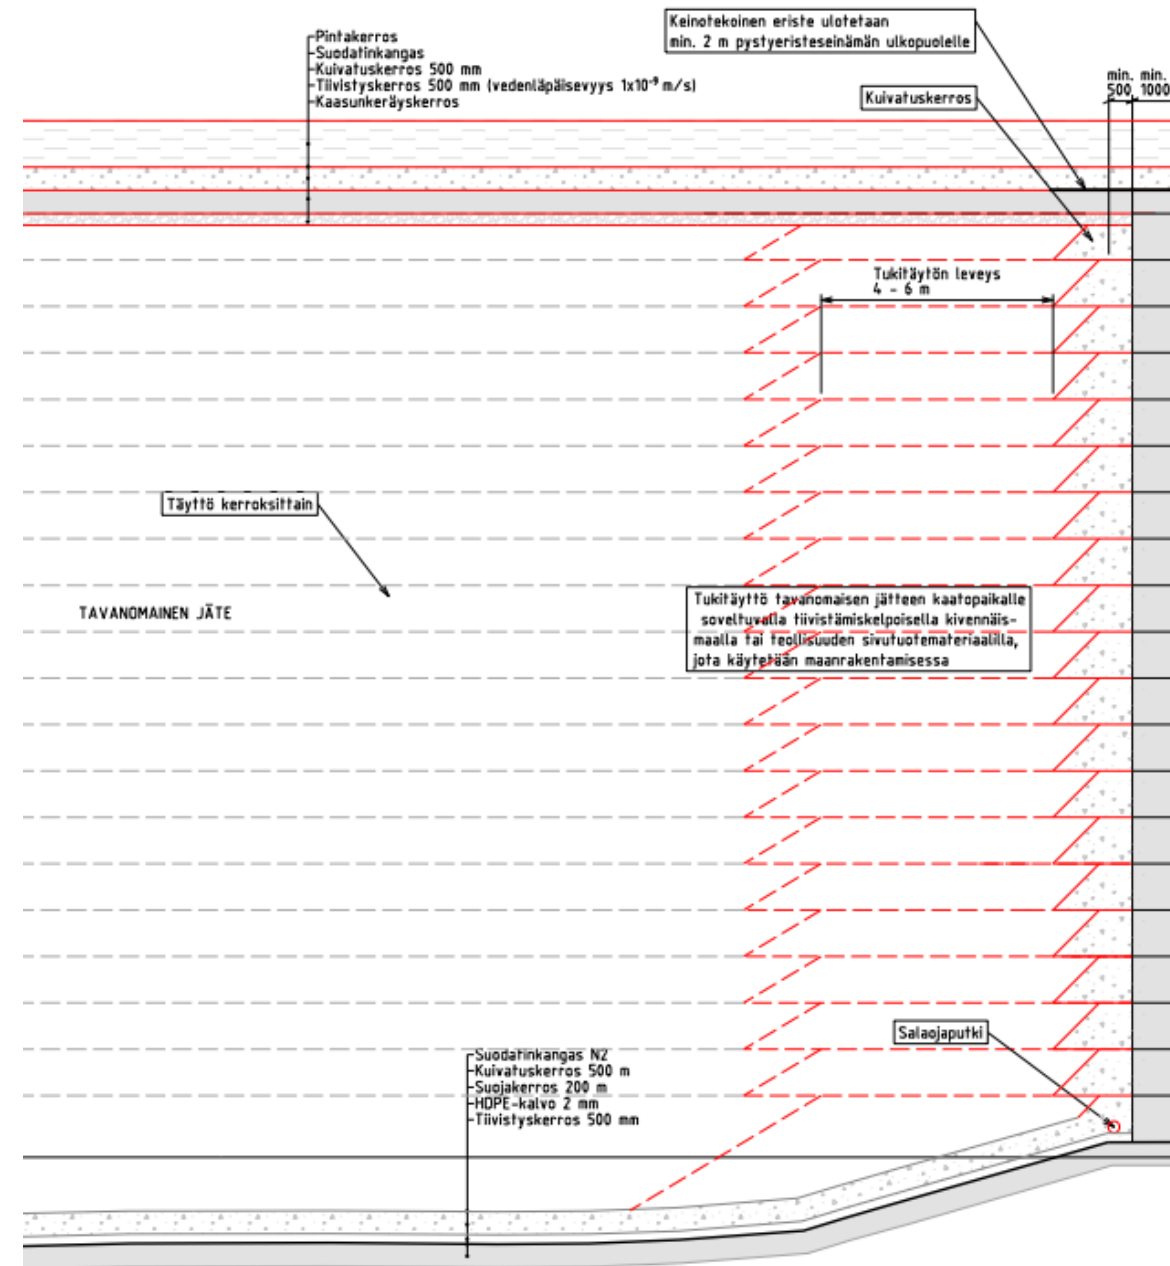 Keinotekoinen eriste ulotetaan
min. 2 m pystyeristeseinämän ulkopuolelle
Pintakerros
Suodatinkangas
Kuivatuskerros 500 mm
Tiivistyskerros 500 mm (vedenläpäisevyys 1x10⁻⁹ m/s)
Kaasunkeräyskerros
min. min.
500 1000
Kuivatuskerros
Tukitäytön leveys
4 - 6 m
Täyttö kerroksittain
TAVANOMAINEN JÄTE
Tukitäyttö tavanomaisen jätteen kaatopaikalle
soveltuvalla tiivistämiskelpoisella kivennäis-
maalla tai teollisuuden sivutuotemateriaalilla,
jota käytetään maanrakentamisessa
Salaojaputki
Suodatinkangas N2
Kuivatuskerros 500 m
Suojakerros 200 m
HDPE-kalvo 2 mm
Tiivistyskerros 500 mm